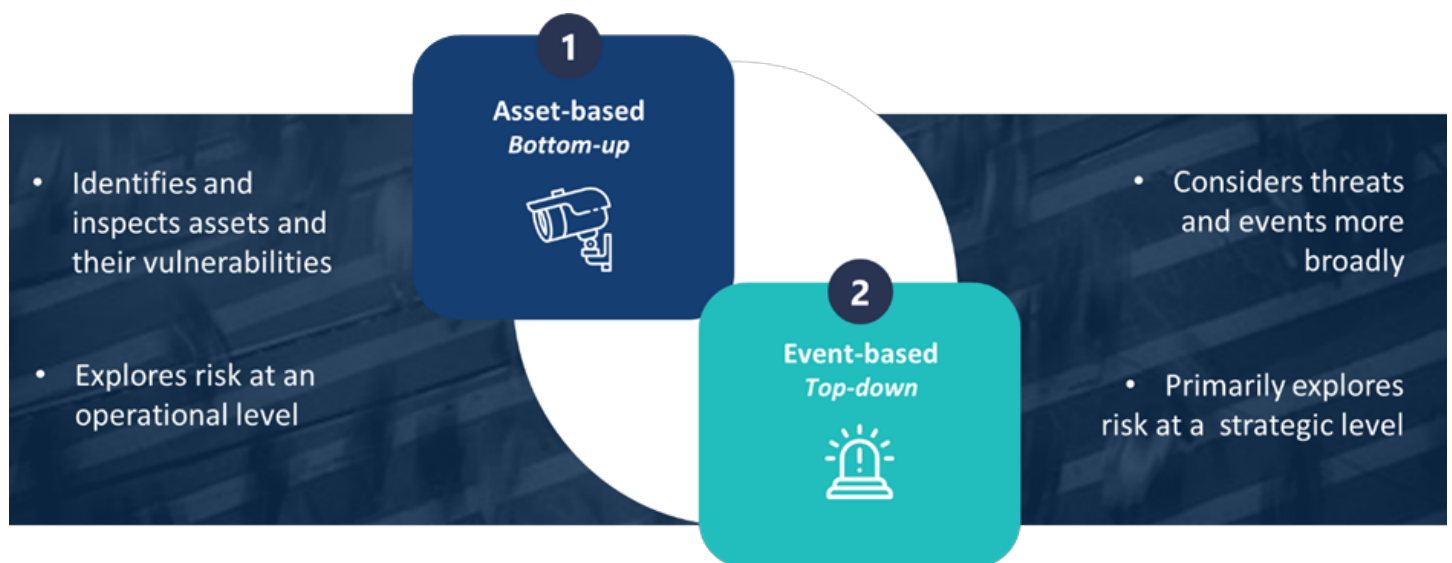 1
Asset-based
Bottom-up
• Identifies and
inspects assets and
their vulnerabilities
• Explores risk at an
operational level
2
Event-based
Top-down
• Considers threats
and events more
broadly
• Primarily explores
risk at a strategic level